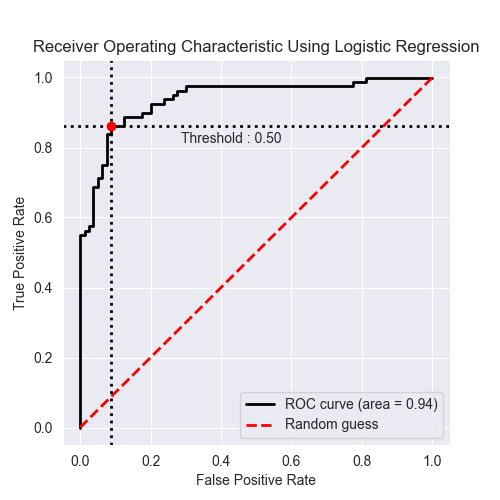 Receiver Operating Characteristic Using Logistic Regression
1.0
0.8
0.6
0.4
0.2
0.0
True Positive Rate
Threshold : 0.50
ROC curve (area = 0.94)
Random guess
0.0 0.2 0.4 0.6 0.8 1.0
False Positive Rate